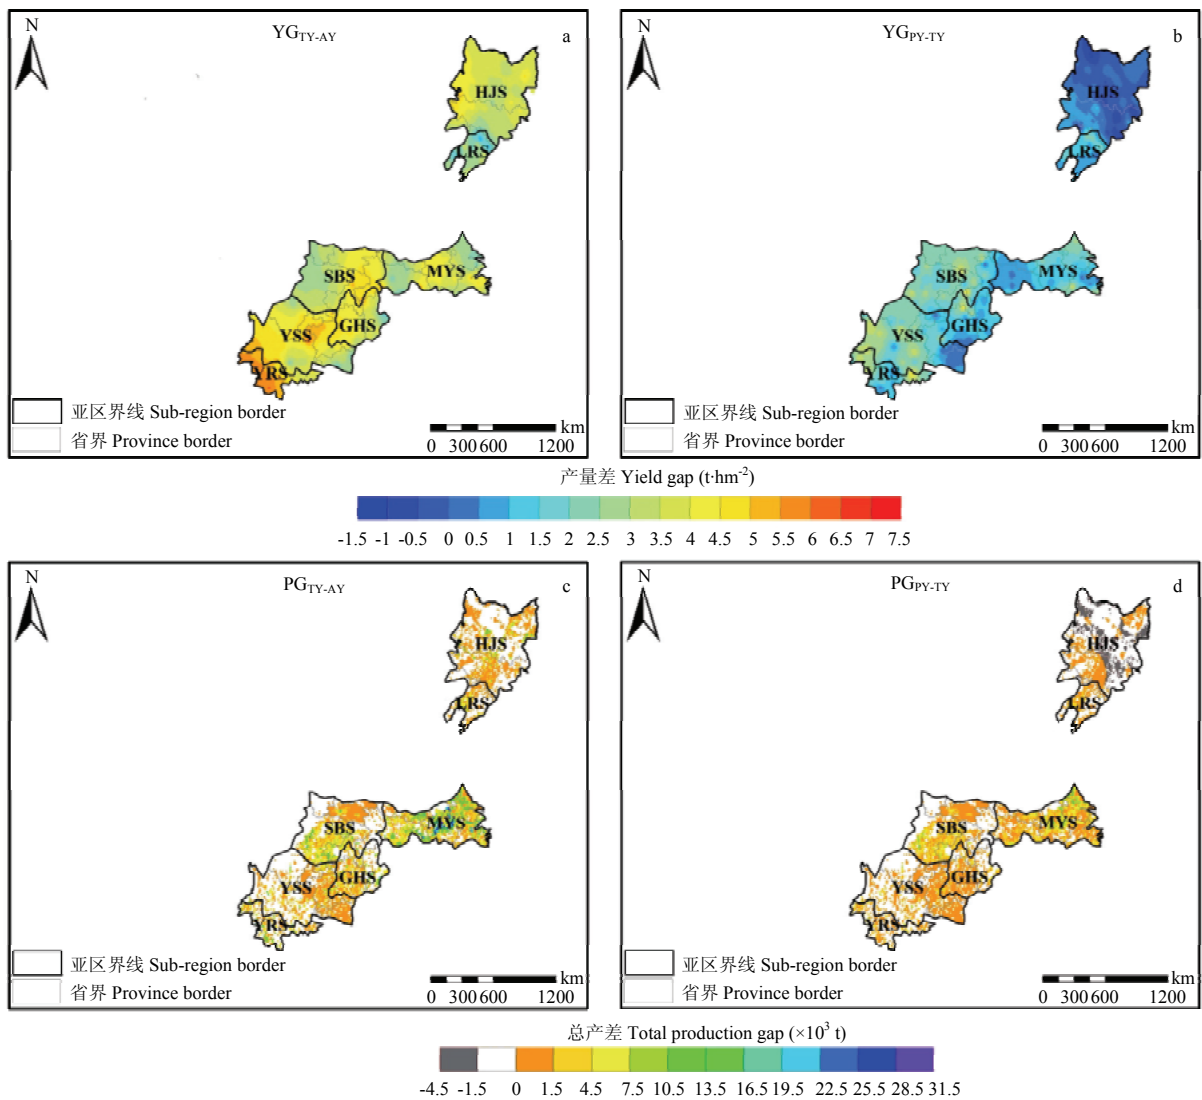 N
YG_TY-AY
a
HJS
LRS
SBS
MYS
YSS
GHS
YRS
亚区界线 Sub-region border
省界 Province border
km
0 300 600 1200
N
YG_PY-TY
b
HJS
LRS
SBS
MYS
YSS
GHS
YRS
亚区界线 Sub-region border
省界 Province border
km
0 300 600 1200
产量差 Yield gap (t·hm⁻²)
-1.5 -1 -0.5 0 0.5 1 1.5 2 2.5 3 3.5 4 4.5 5 5.5 6 6.5 7 7.5
N
PG_TY-AY
c
HJS
LRS
SBS
MYS
YSS
GHS
YRS
亚区界线 Sub-region border
省界 Province border
km
0 300 600 1200
N
PG_PY-TY
d
HJS
LRS
SBS
MYS
YSS
GHS
YRS
亚区界线 Sub-region border
省界 Province border
km
0 300 600 1200
总产差 Total production gap (×10³ t)
-4.5 -1.5 0 1.5 4.5 7.5 10.5 13.5 16.5 19.5 22.5 25.5 28.5 31.5